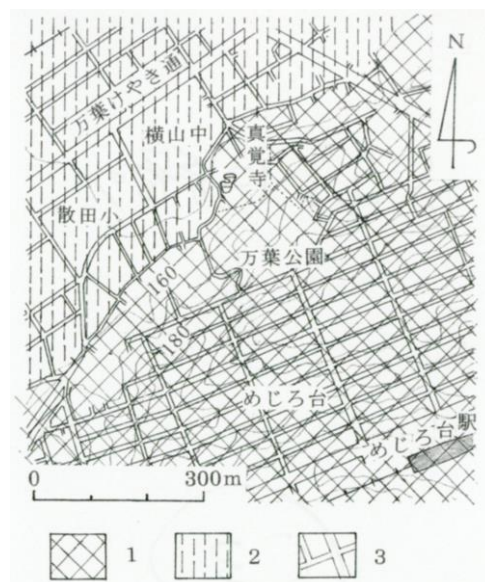 N
万葉けやき通
横山中
真覚寺
散田小
万葉公園
160
180
めじろ台
めじろ台駅
0 300m
1 2 3